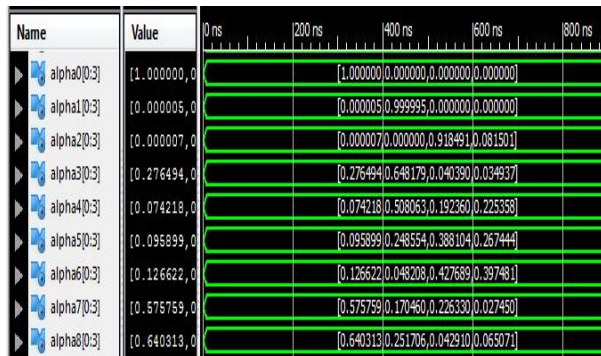 Name Value 0 ns 200 ns 400 ns 600 ns 800 ns
alpha0[0:3] [1.000000,0 [1.000000,0.000000,0.000000,0.000000]
alpha1[0:3] [0.000005,0 [0.000005,0.999995,0.000000,0.000000]
alpha2[0:3] [0.000007,0 [0.000007,0.000000,0.918491,0.081501]
alpha3[0:3] [0.276494,0 [0.276494,0.648179,0.040390,0.034937]
alpha4[0:3] [0.074218,0 [0.074218,0.508063,0.192360,0.225358]
alpha5[0:3] [0.095899,0 [0.095899,0.248554,0.388104,0.267444]
alpha6[0:3] [0.126622,0 [0.126622,0.048208,0.427689,0.397481]
alpha7[0:3] [0.575759,0 [0.575759,0.170460,0.226330,0.027450]
alpha8[0:3] [0.640313,0 [0.640313,0.251706,0.042910,0.065071]